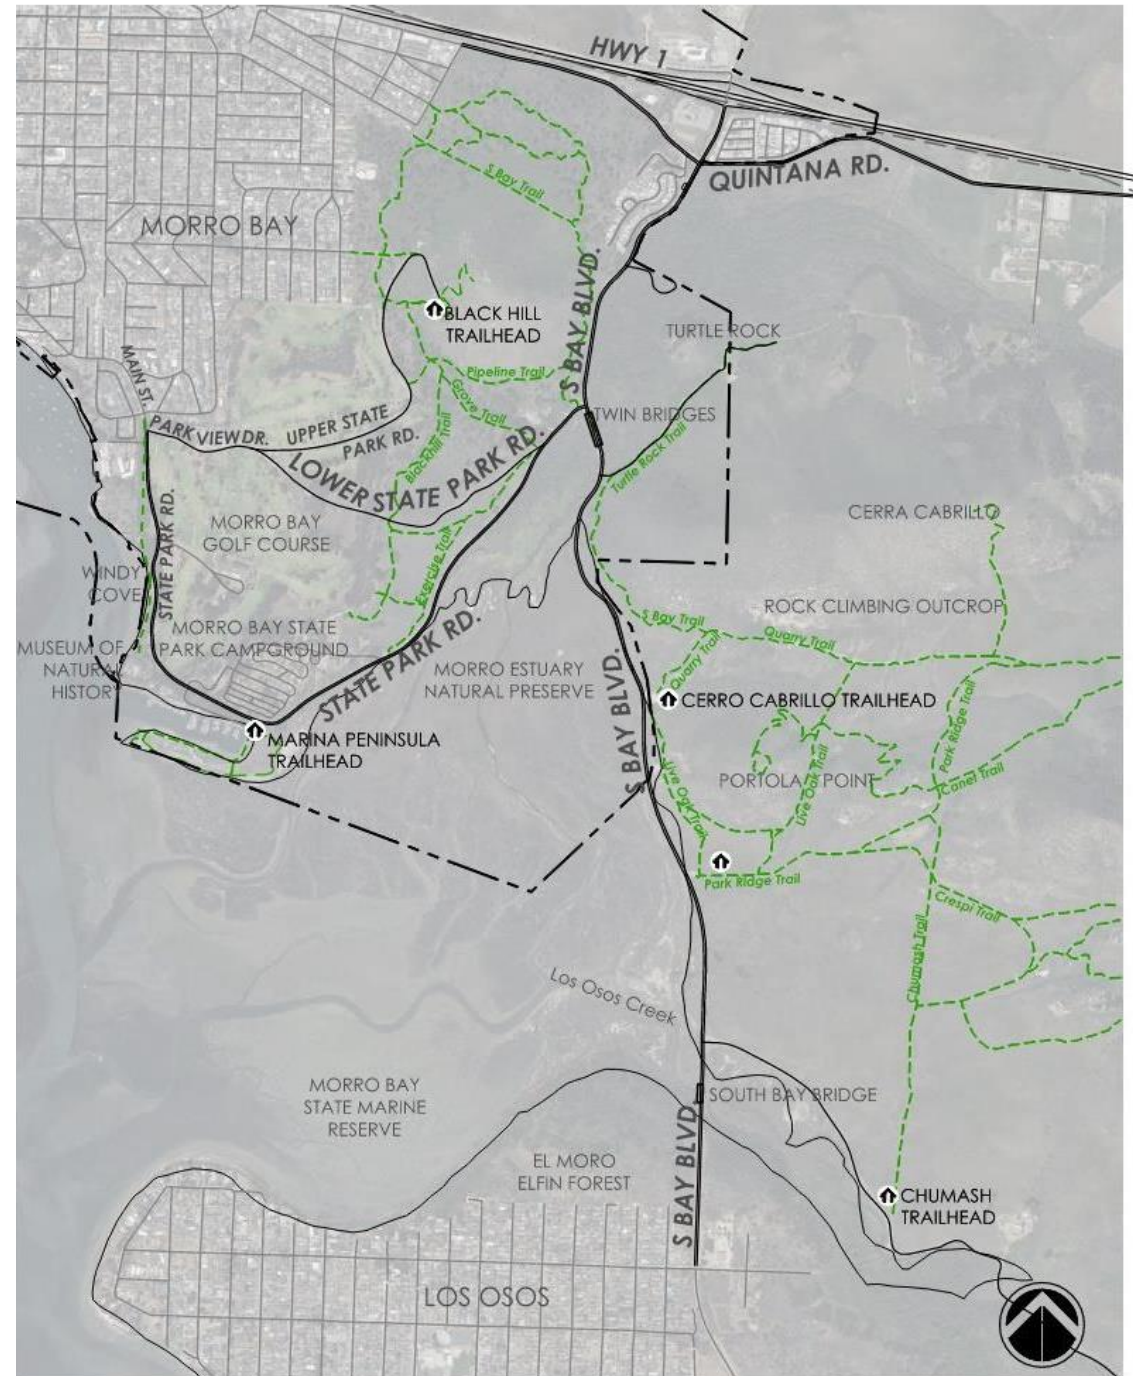 HWY 1
QUINTANA RD.
S Bay Trail
MORRO BAY
S BAY BLVD.
BLACK HILL
TRAILHEAD
TURTLE ROCK
MAIN ST.
Pipeline Trail
Grove Trail
TWIN BRIDGES
PARK VIEW DR.
UPPER STATE
PARK RD.
Blackhill Trail
LOWER STATE PARK RD.
Turtle Rock Trail
STATE PARK RD.
MORRO BAY
GOLF COURSE
CERRA CABRILLO
WINDY
COVE
Exercise Trail
ROCK CLIMBING OUTCROP
S Bay Trail
Quarry Trail
MUSEUM OF
NATURAL
HISTORY
MORRO BAY STATE
PARK CAMPGROUND
STATE PARK RD.
MORRO ESTUARY
NATURAL PRESERVE
Quarry Trail
CERRO CABRILLO TRAILHEAD
S BAY BLVD.
Park Ridge Trail
MARINA PENINSULA
TRAILHEAD
Live Oak Trail
PORTOLA POINT
Live Oak Trail
Canel Trail
Park Ridge Trail
Crespi Trail
Chumash Trail
Los Osos Creek
MORRO BAY
STATE MARINE
RESERVE
SOUTH BAY BRIDGE
S BAY BLVD.
EL MORO
ELFIN FOREST
CHUMASH
TRAILHEAD
LOS OSOS